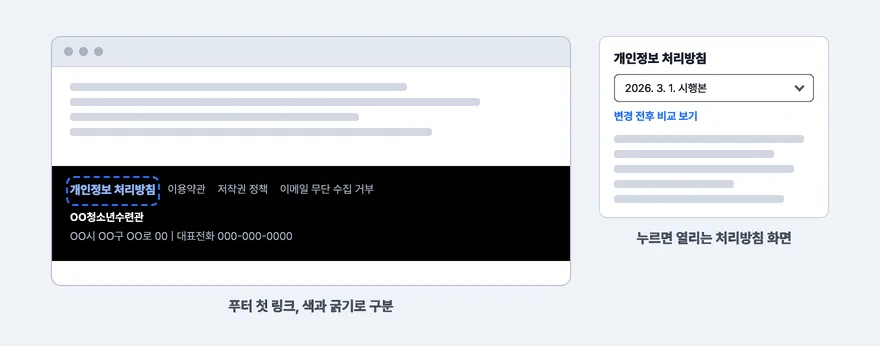 개인정보 처리방침 이용약관 저작권 정책 이메일 무단 수집 거부
OO청소년수련관
OO시 OO구 OO로 00 | 대표전화 000-000-0000
푸터 첫 링크, 색과 굵기로 구분
개인정보 처리방침
2026. 3. 1. 시행본
변경 전후 비교 보기
누르면 열리는 처리방침 화면